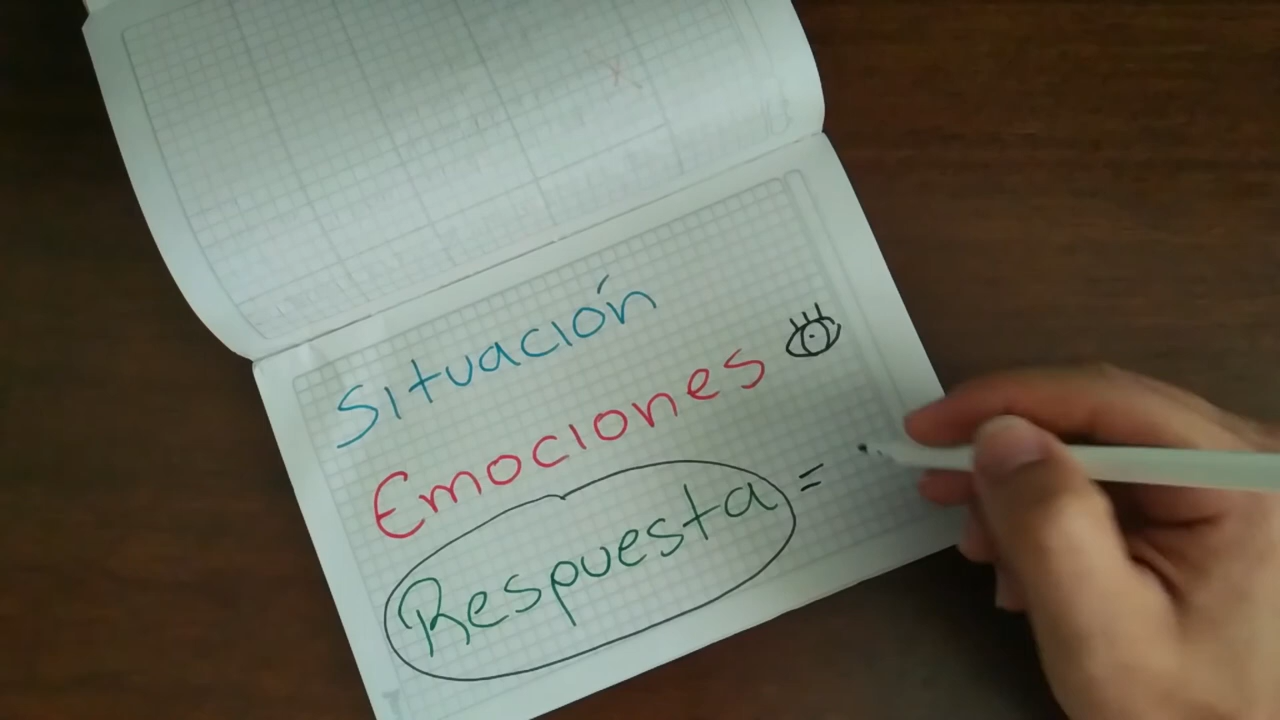 Situación
Emociones
Respuesta =